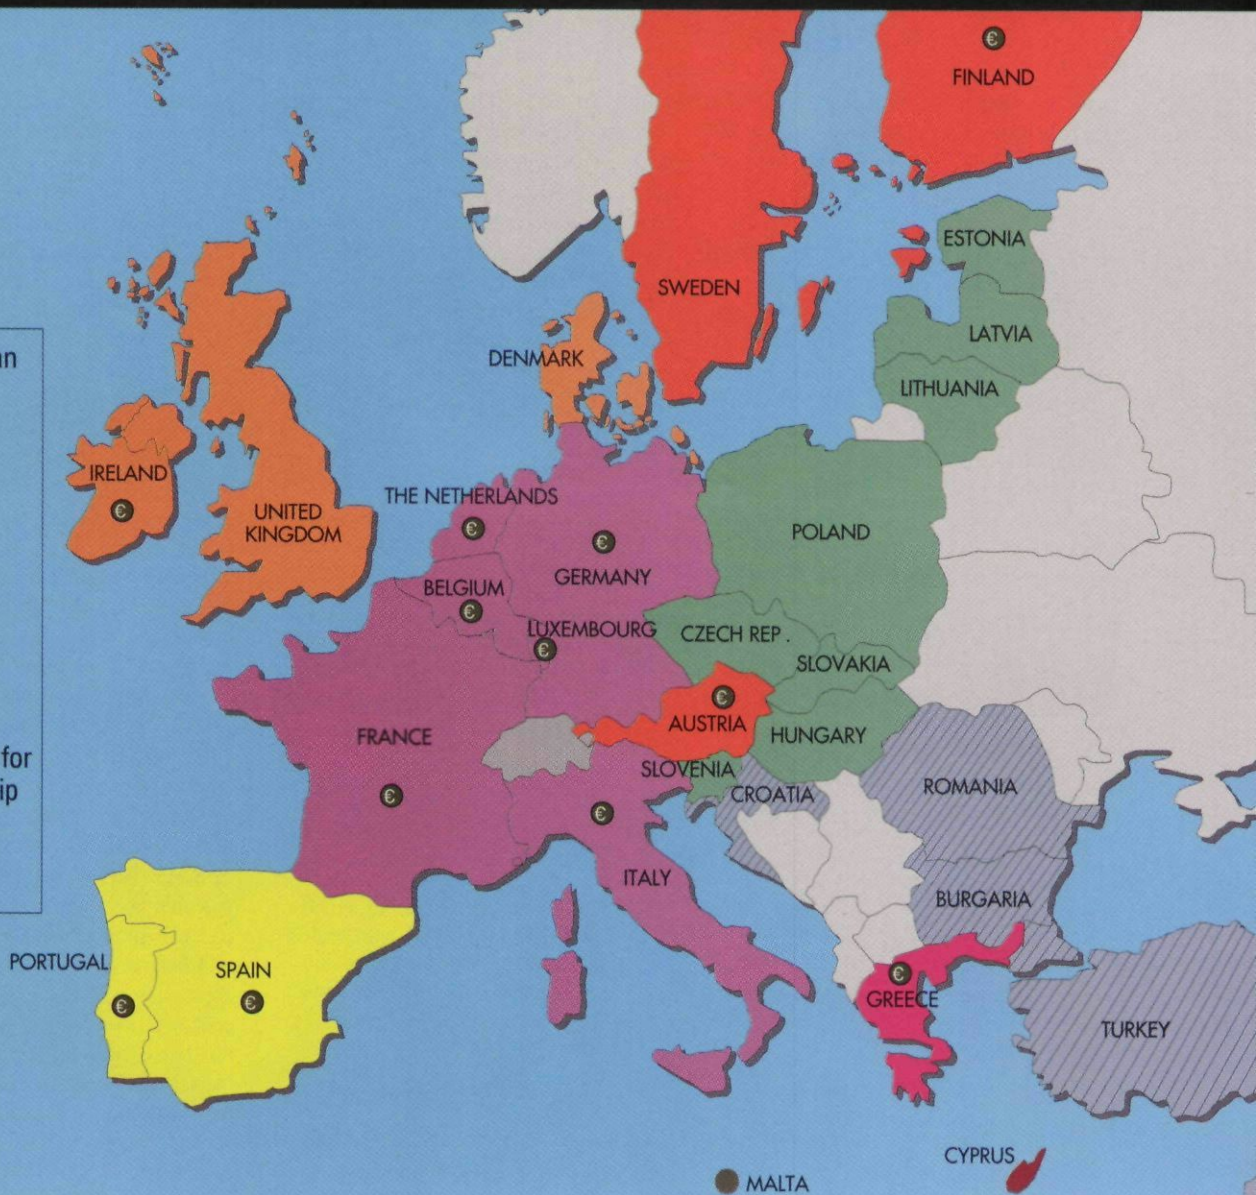 €
FINLAND
ESTONIA
SWEDEN
LATVIA
an
DENMARK
LITHUANIA
IRELAND
€
THE NETHERLANDS
€
UNITED
KINGDOM
€
GERMANY
POLAND
BELGIUM
€
LUXEMBOURG
€
CZECH REP.
SLOVAKIA
€
AUSTRIA
FRANCE
€
HUNGARY
for
ip
SLOVENIA
CROATIA
ROMANIA
€
ITALY
BURGARIA
PORTUGAL
€
SPAIN
€
€
GREECE
TURKEY
CYPRUS
MALTA